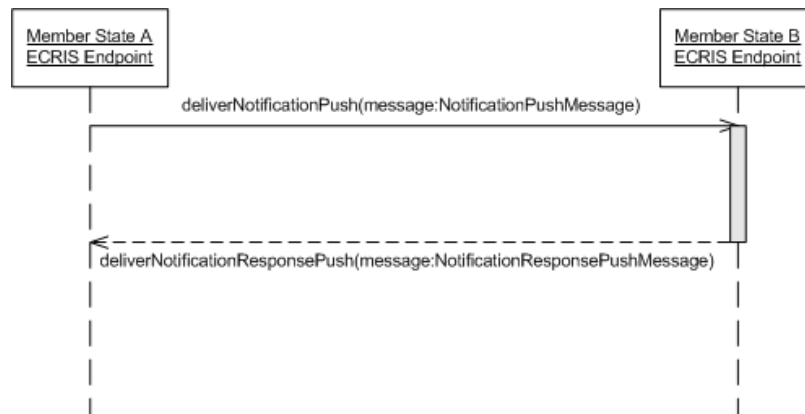 Member State A
ECRIS Endpoint
Member State B
ECRIS Endpoint
deliverNotificationPush(message:NotificationPushMessage)
deliverNotificationResponsePush(message:NotificationResponsePushMessage)